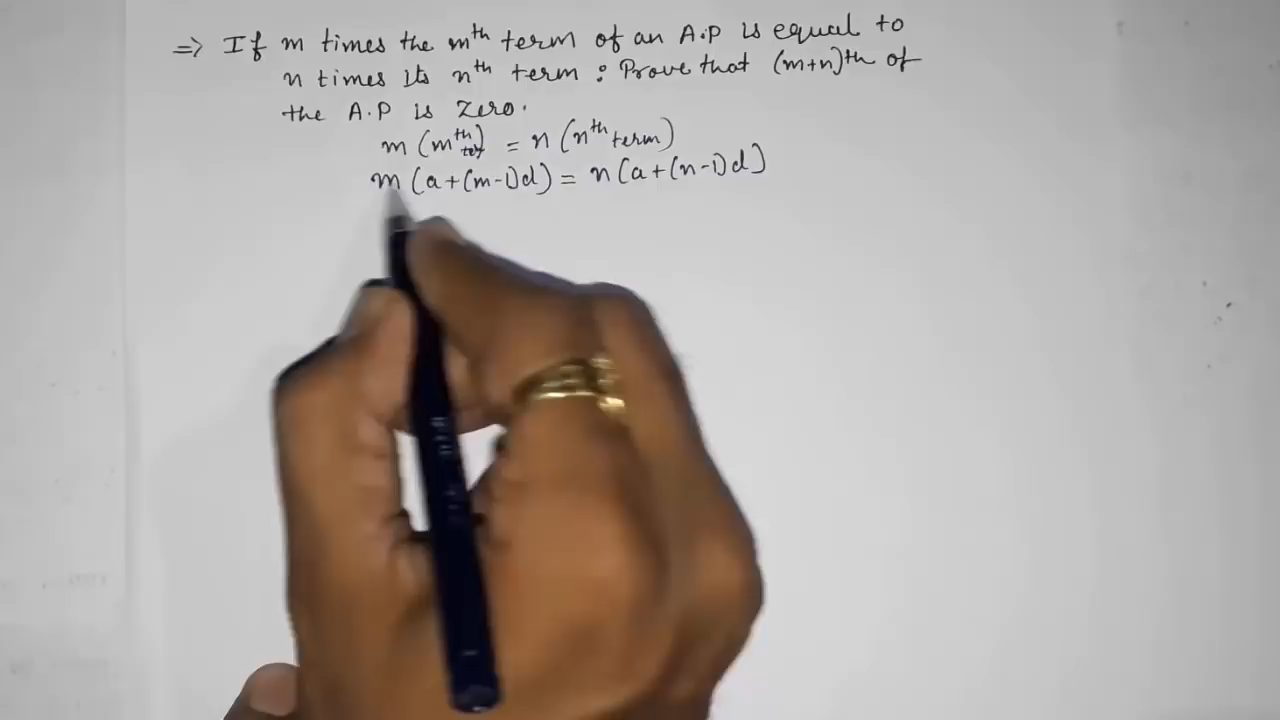 ⇒ If m times the mth term of an A.P is equal to
n times its nth term : Prove that (m+n)th of
the A.P is zero.
m (mth ter) = n (nth term)
m (a+(m-1)d) = n (a+(n-1)d)